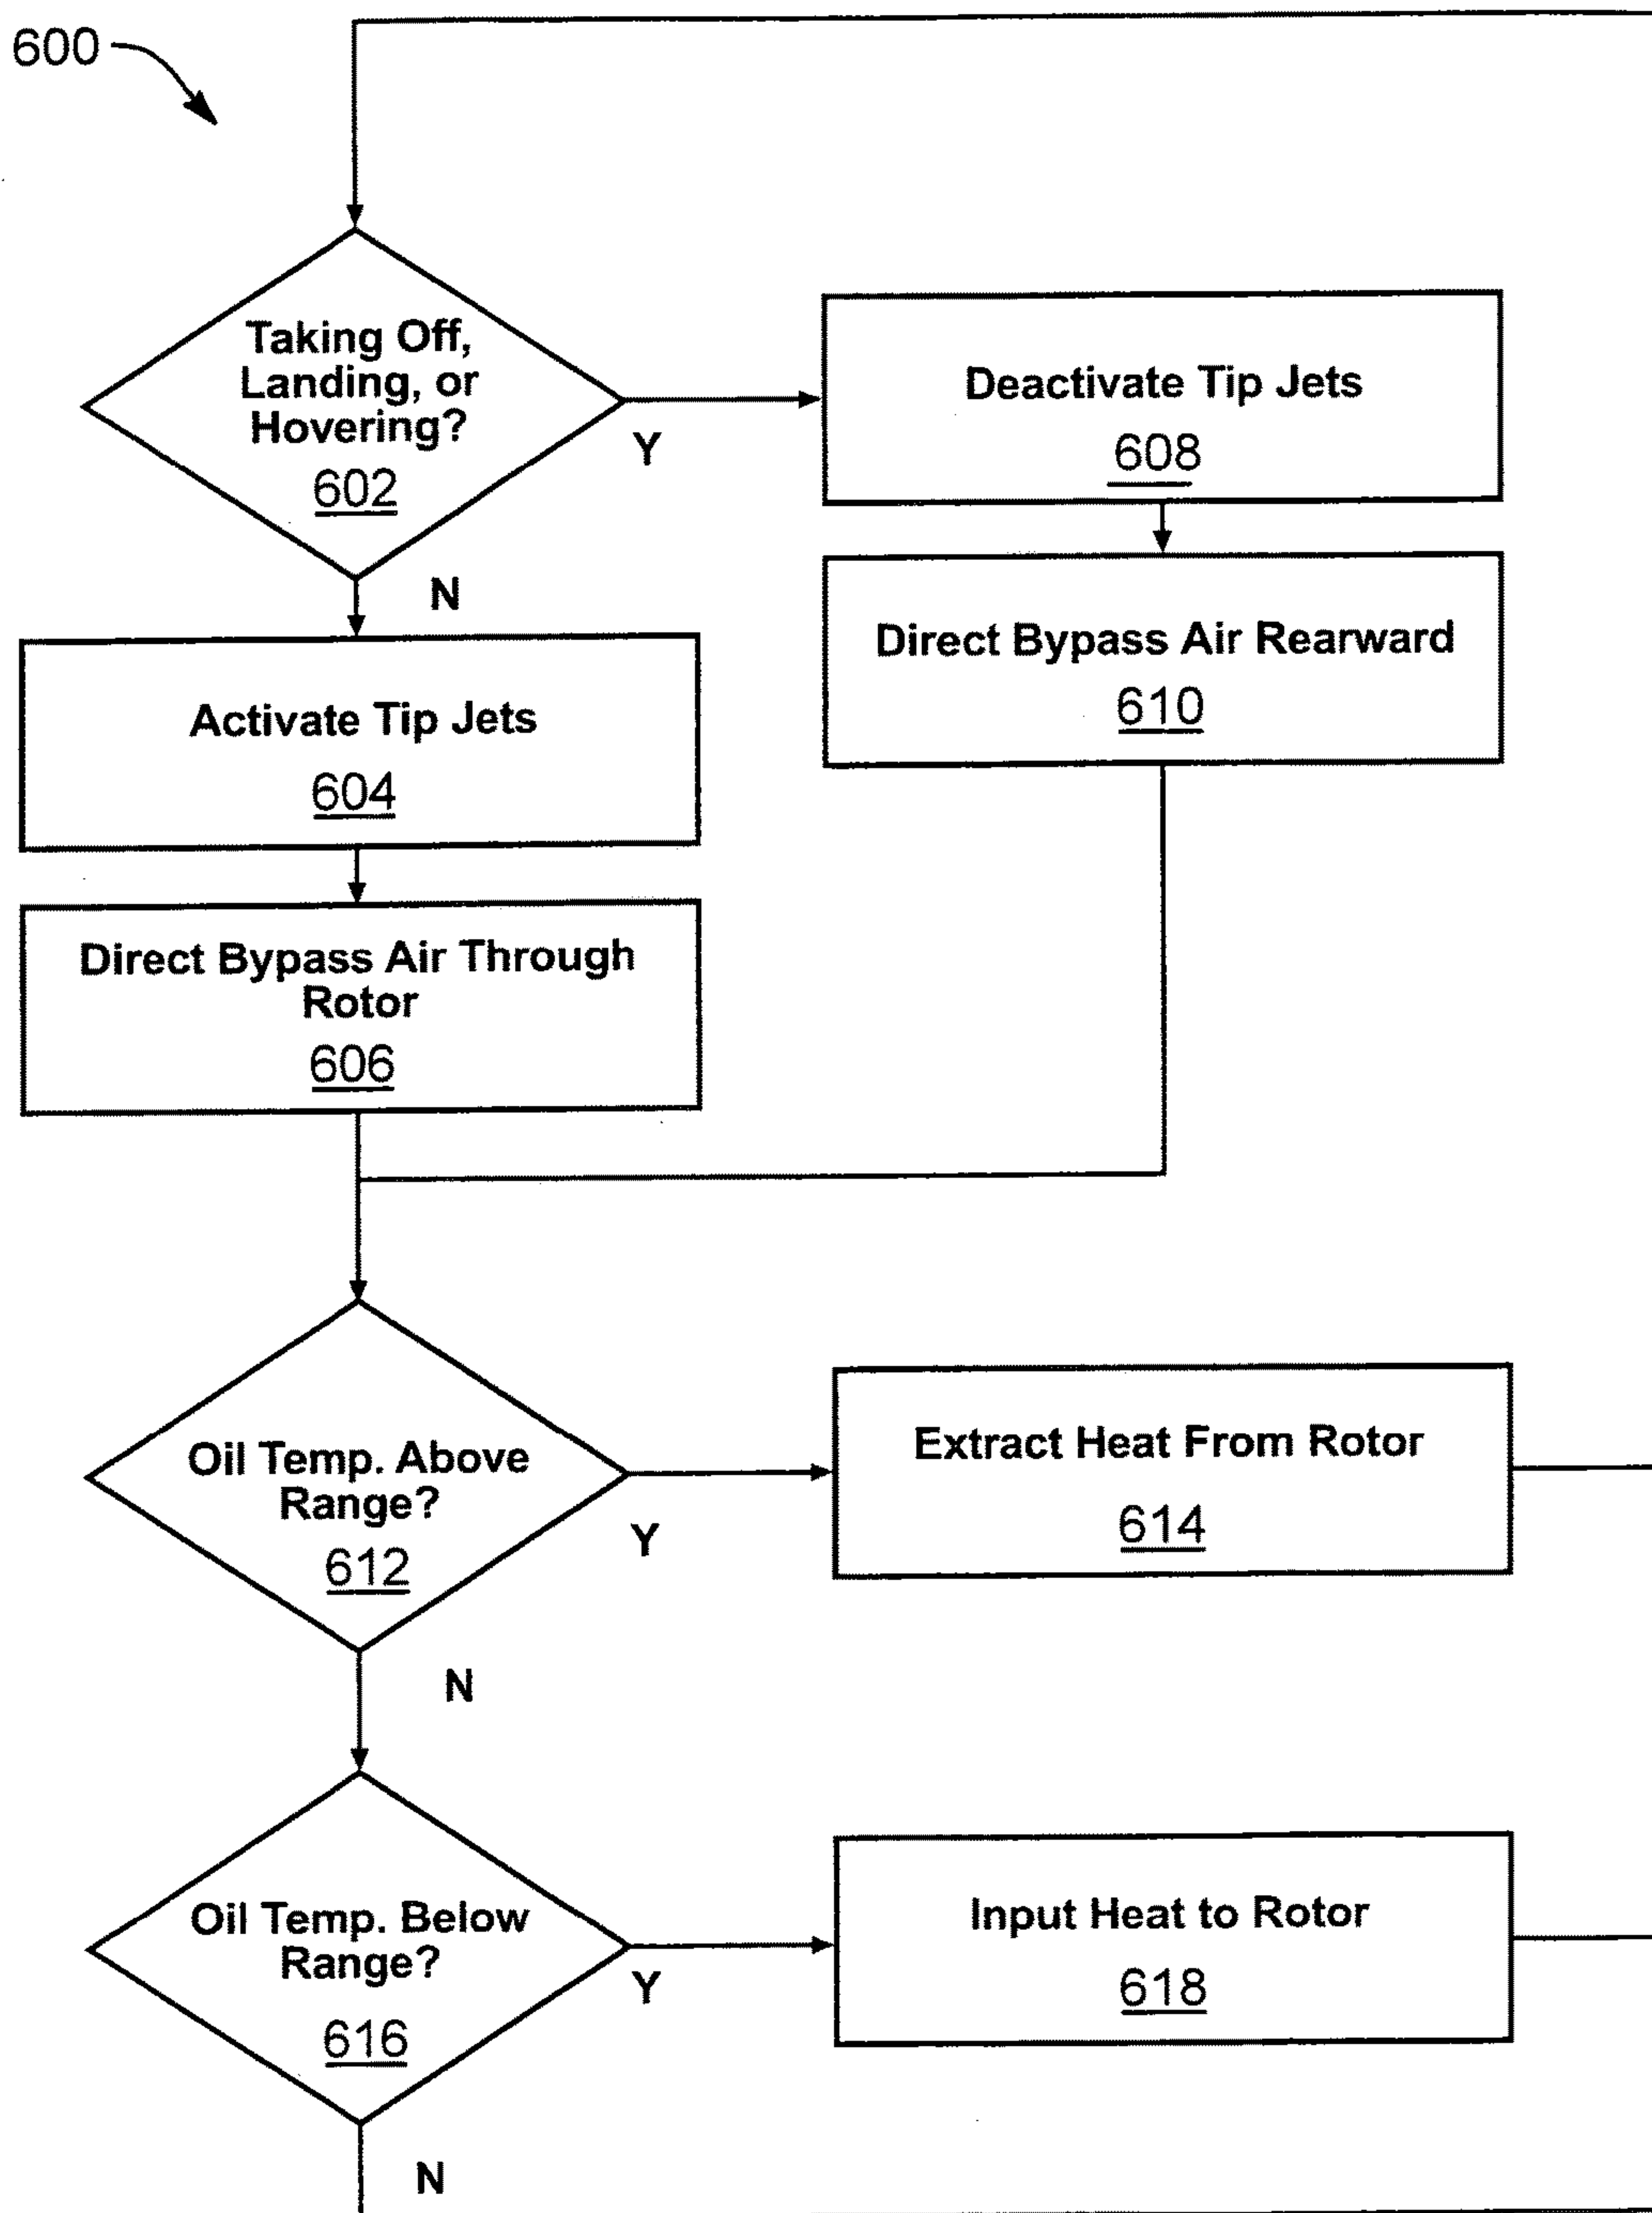 600
Taking Off,
Landing, or
Hovering?
602
Y
N
Deactivate Tip Jets
608
Direct Bypass Air Rearward
610
Activate Tip Jets
604
Direct Bypass Air Through
Rotor
606
Oil Temp. Above
Range?
612
Y
N
Extract Heat From Rotor
614
Oil Temp. Below
Range?
616
Y
N
Input Heat to Rotor
618